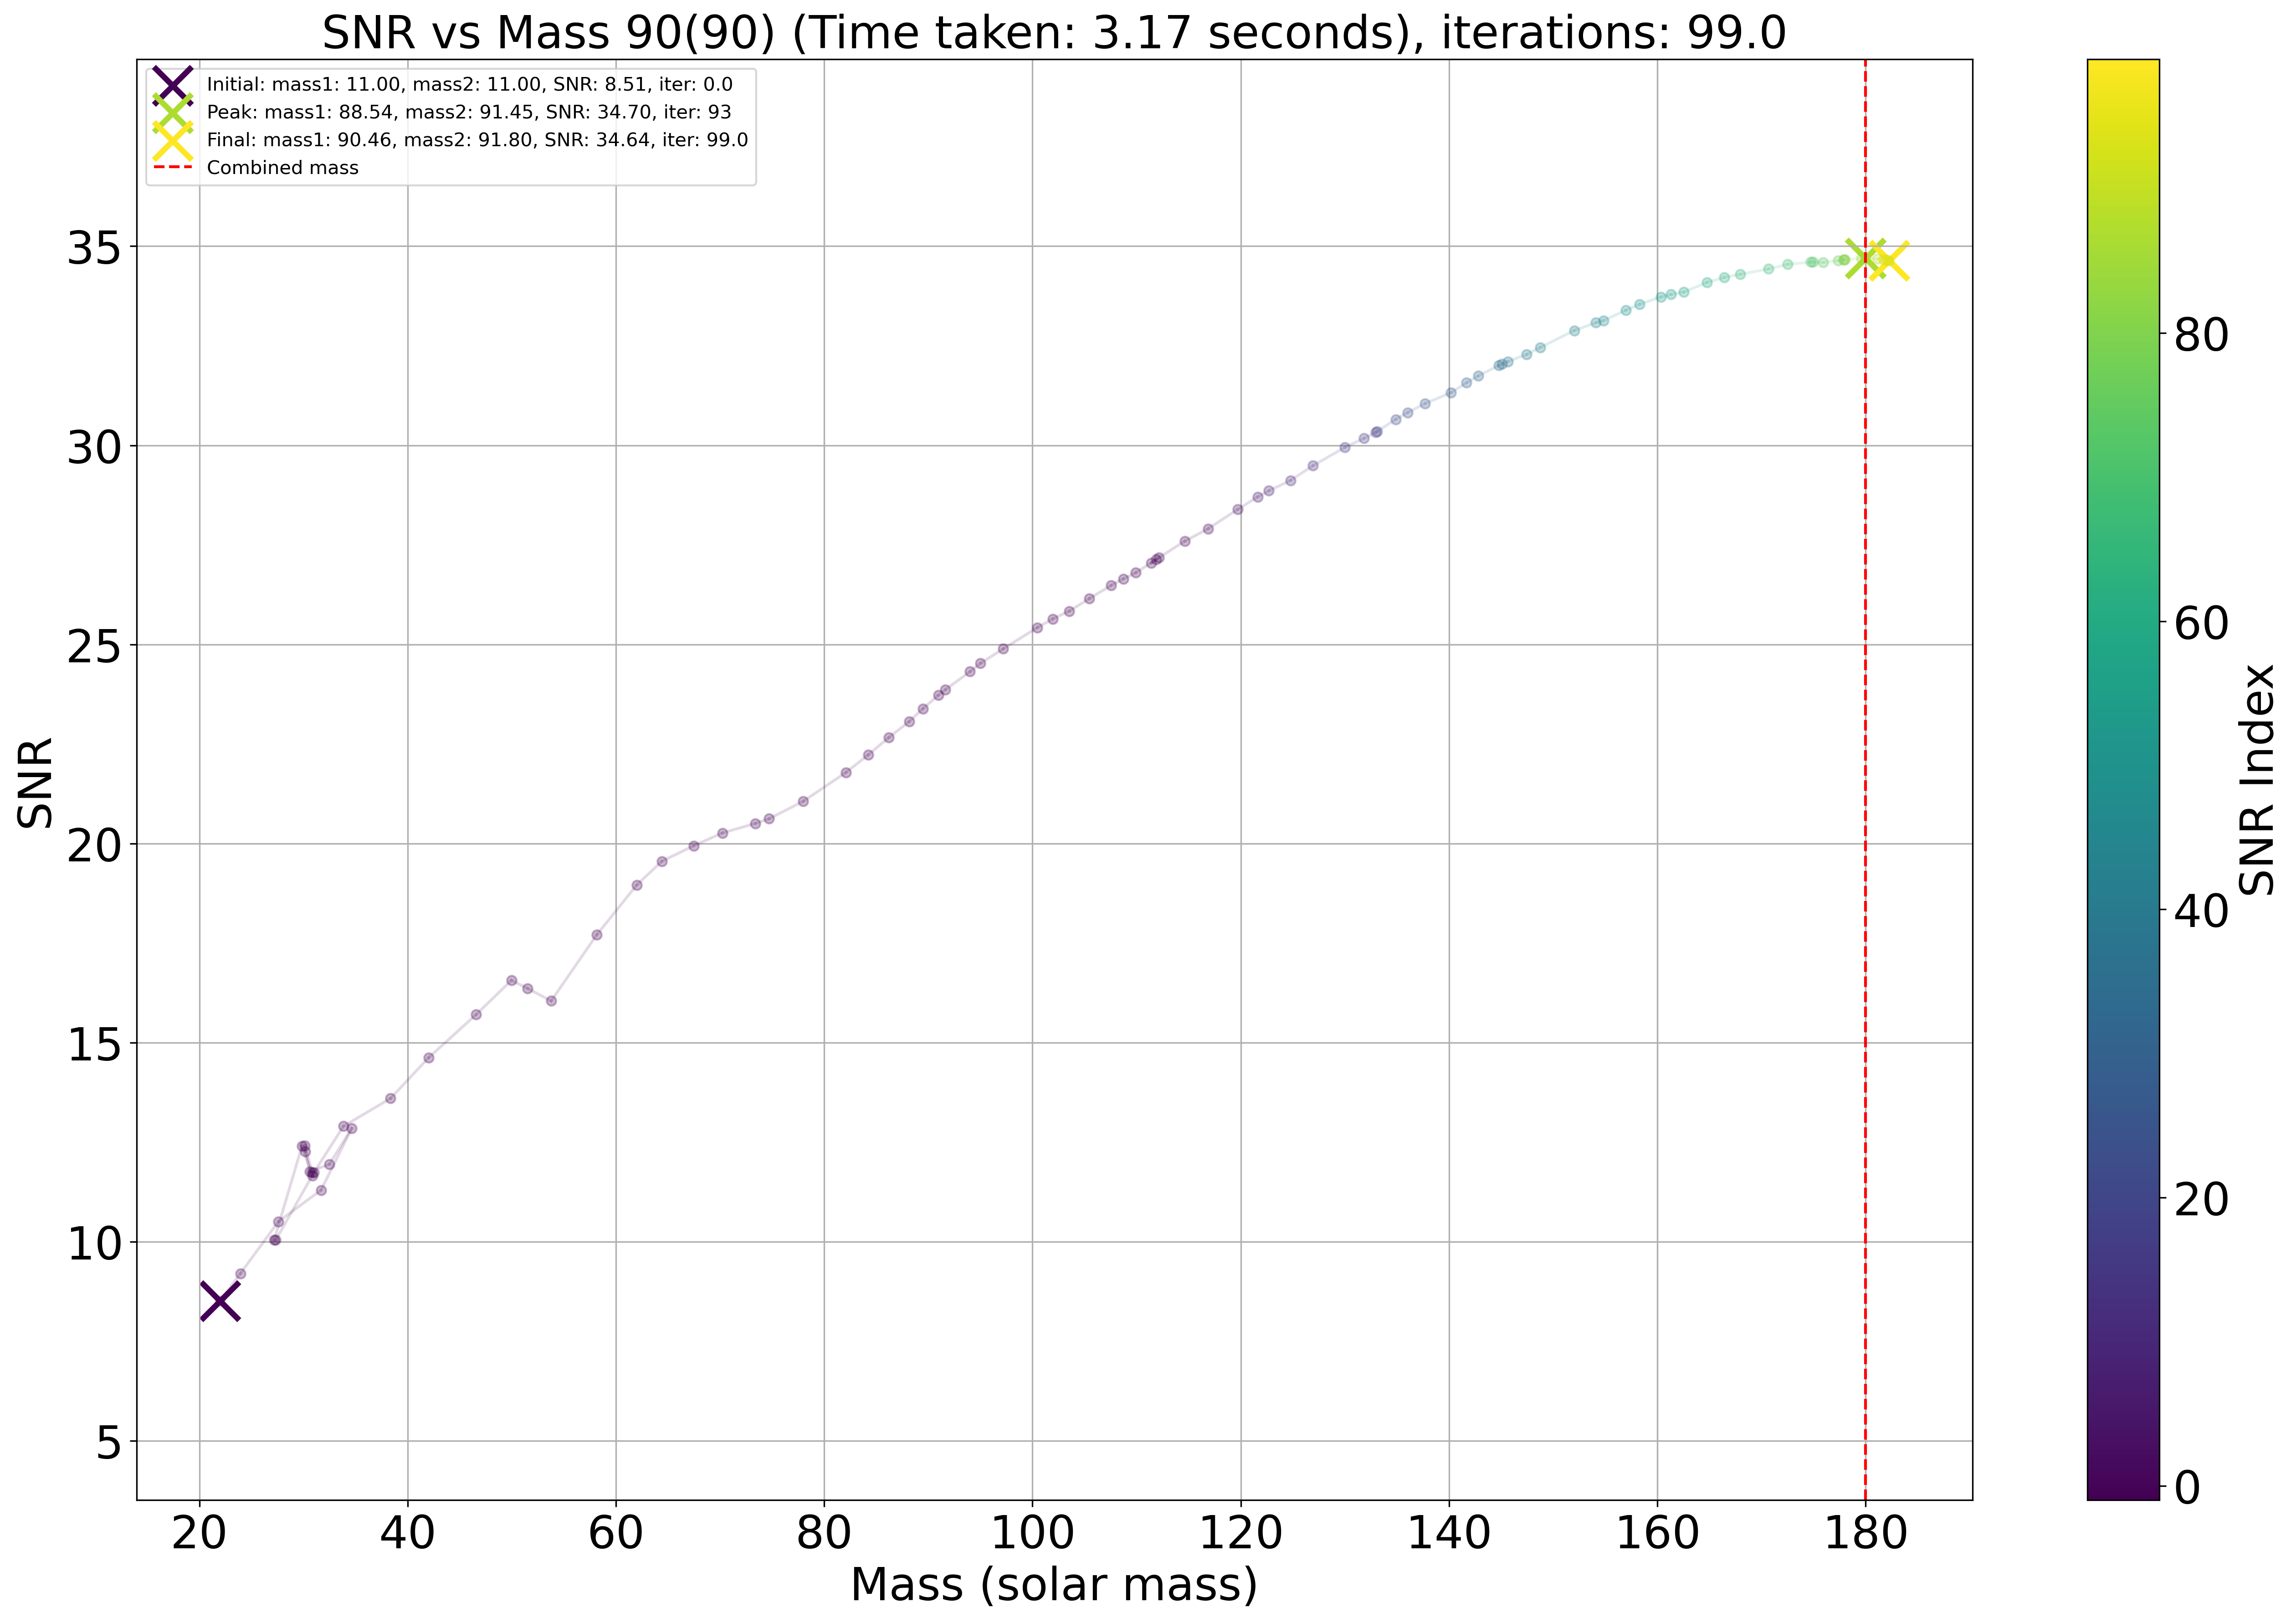 SNR vs Mass 90(90) (Time taken: 3.17 seconds), iterations: 99.0
Initial: mass1: 11.00, mass2: 11.00, SNR: 8.51, iter: 0.0
Peak: mass1: 88.54, mass2: 91.45, SNR: 34.70, iter: 93
Final: mass1: 90.46, mass2: 91.80, SNR: 34.64, iter: 99.0
Combined mass
SNR
35
30
25
20
15
10
5
20 40 60 80 100 120 140 160 180
Mass (solar mass)
80
60
40
20
0
SNR Index